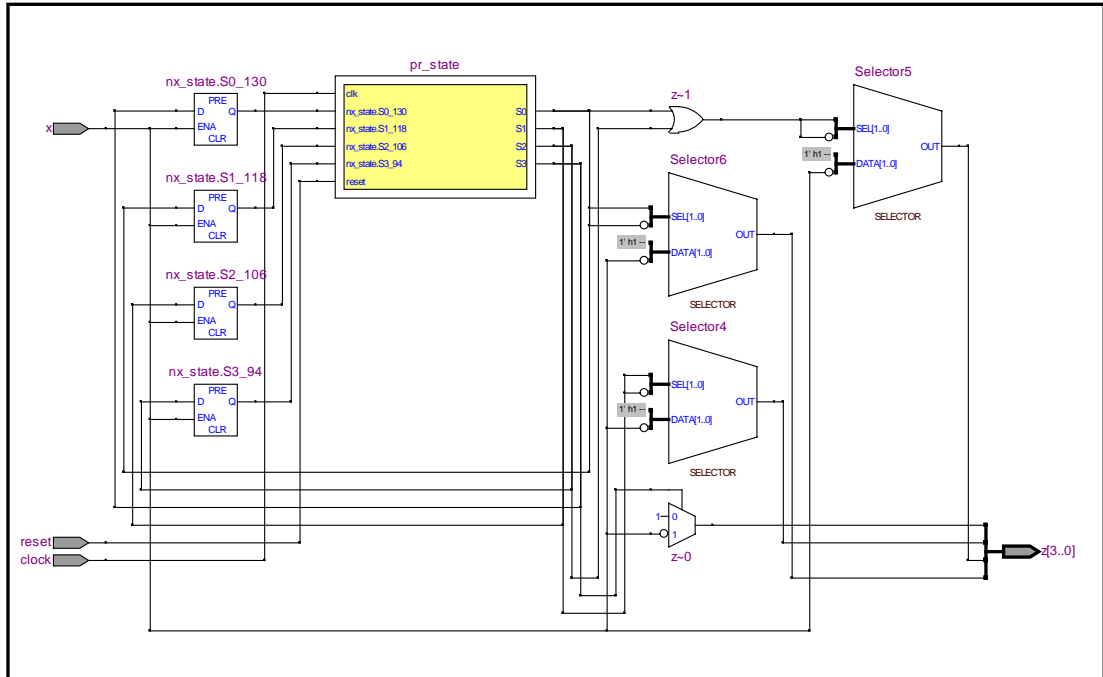 pr_state
nx_state.S0_130
PRE
D Q
ENA
CLR
x
nx_state.S1_118
PRE
D Q
ENA
CLR
nx_state.S2_106
PRE
D Q
ENA
CLR
nx_state.S3_94
PRE
D Q
ENA
CLR
clk
nx_state.S0_130
nx_state.S1_118
nx_state.S2_106
nx_state.S3_94
reset
S0
S1
S2
S3
z~1
Selector5
SEL[1..0]
1' h1 --
DATA[1..0]
OUT
SELECTOR
Selector6
SEL[1..0]
1' h1 --
DATA[1..0]
OUT
SELECTOR
Selector4
SEL[1..0]
1' h1 --
DATA[1..0]
OUT
SELECTOR
1 0
1
z~0
reset
clock
z[3..0]